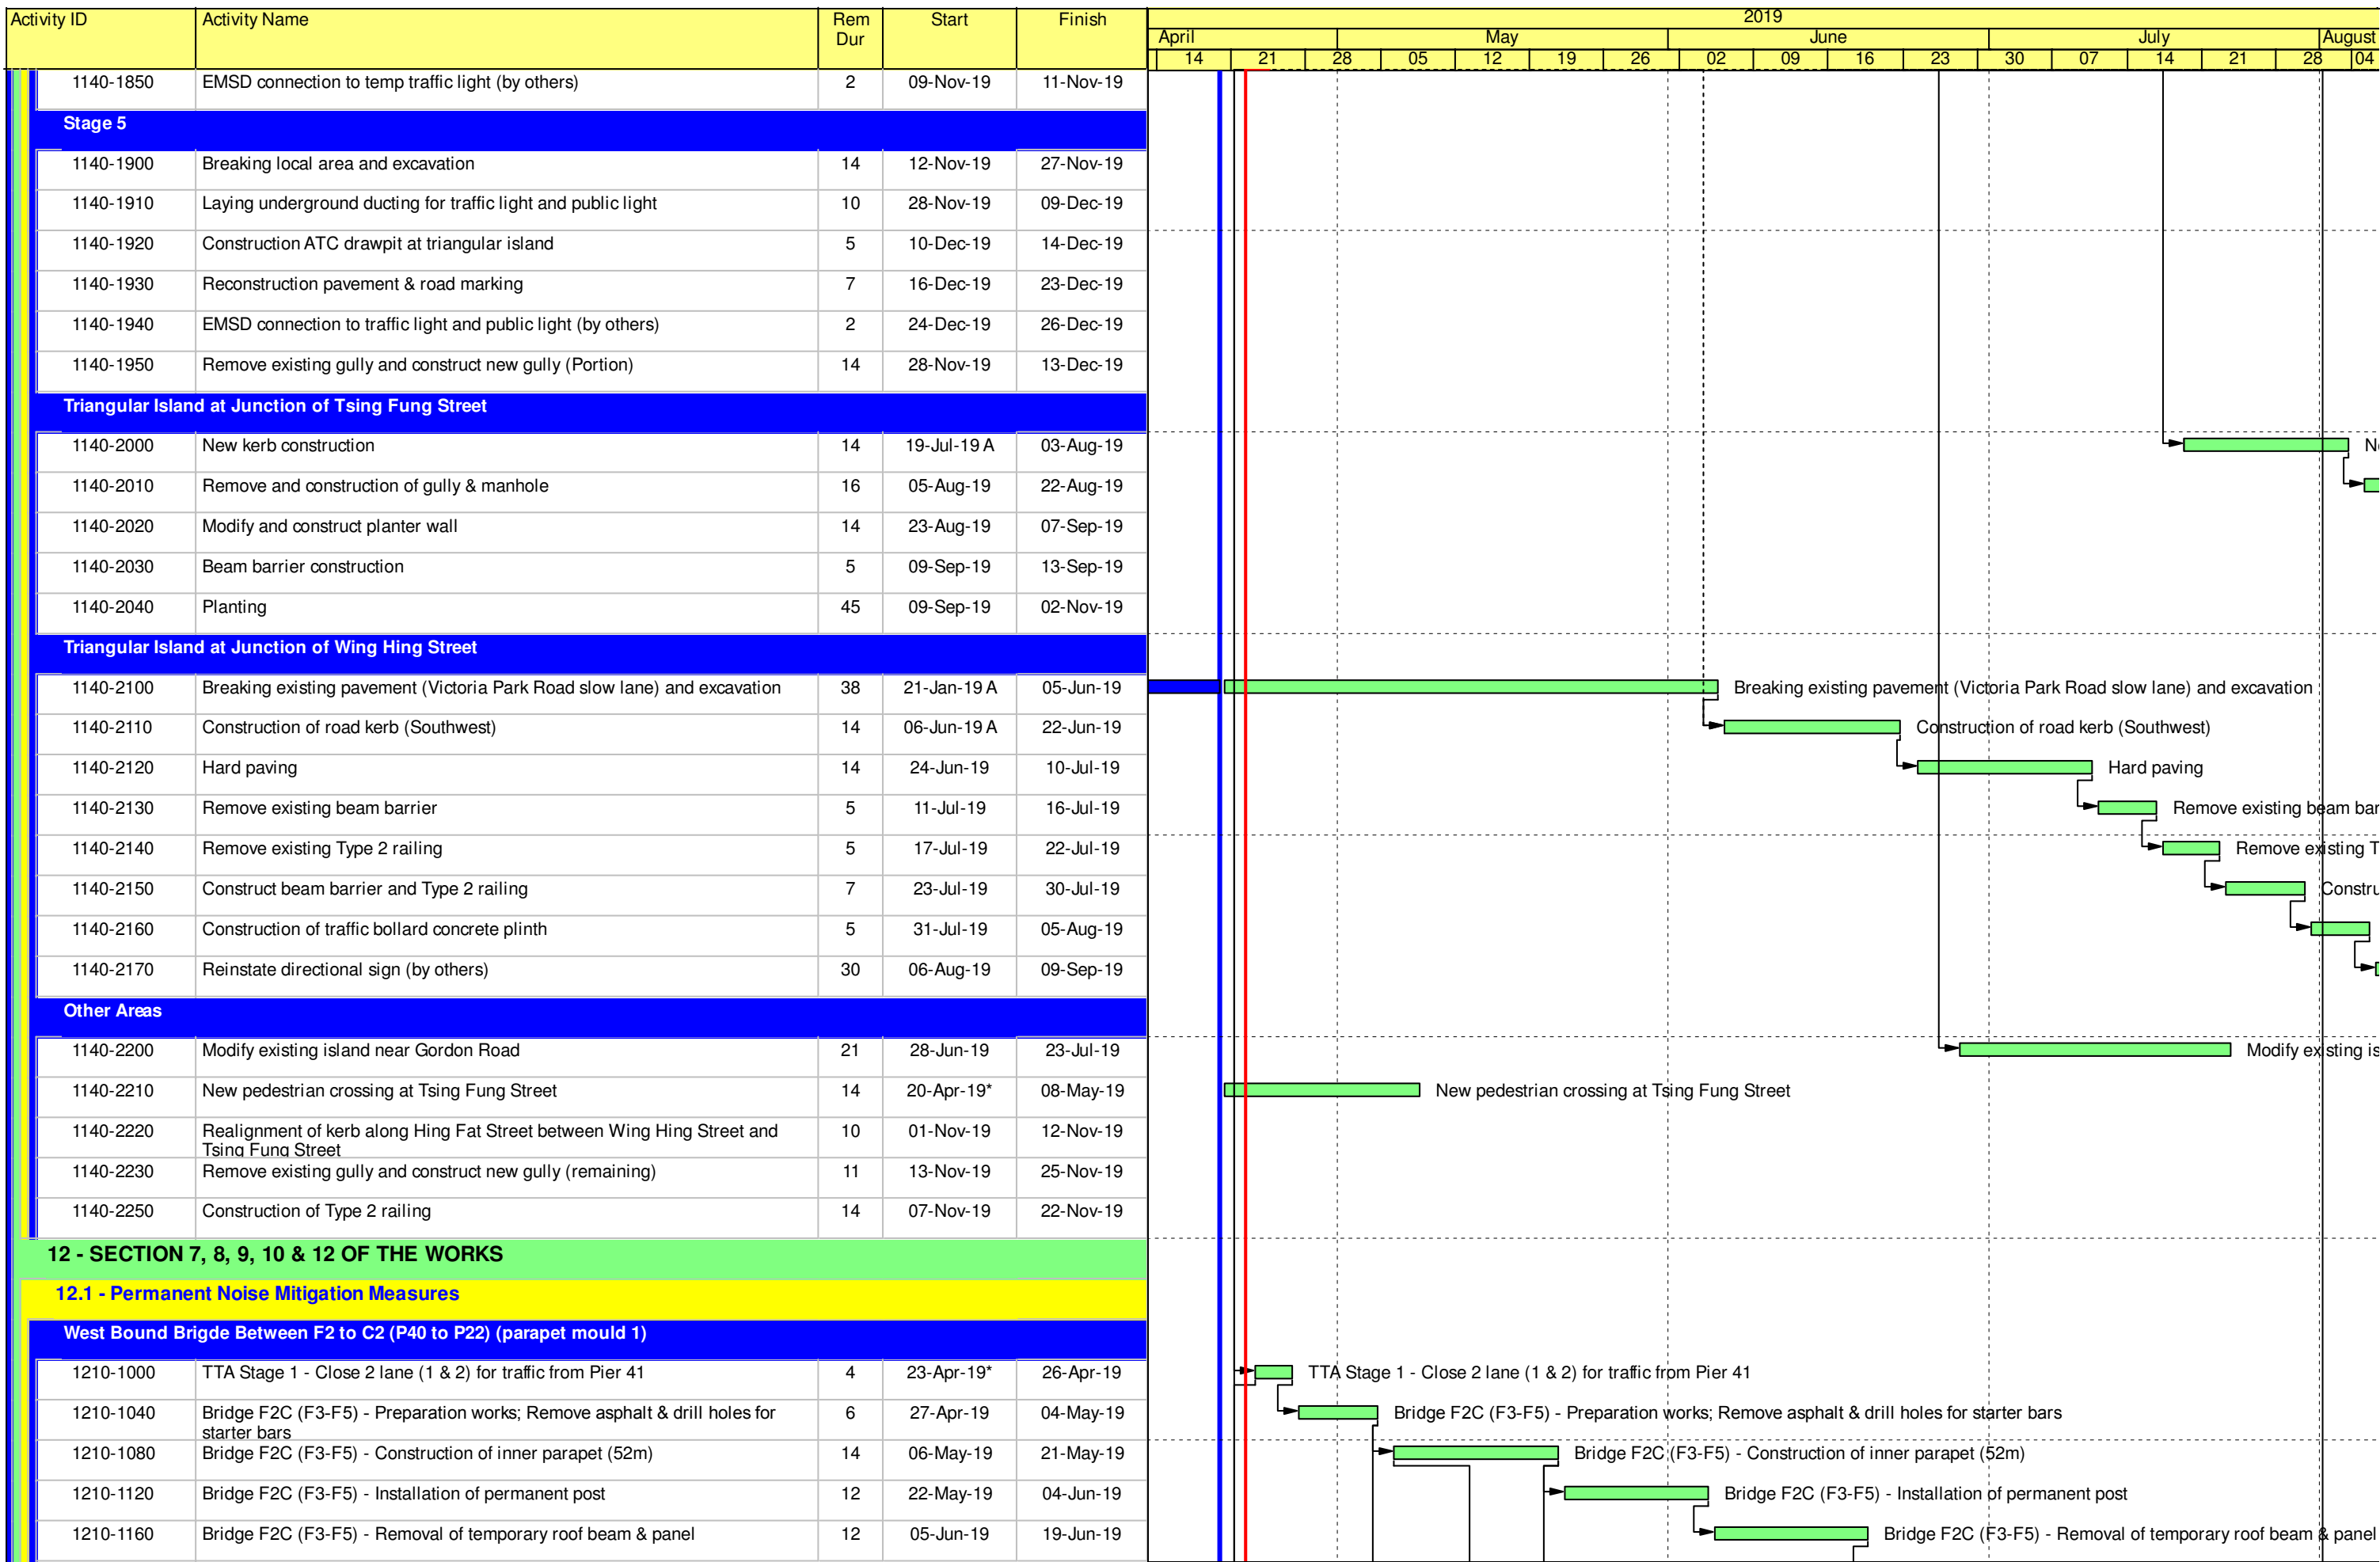 Activity ID Activity Name Rem Dur Start Finish 2019
April May June July August
14 21 28 05 12 19 26 02 09 16 23 30 07 14 21 28 04
1140-1850 EMSD connection to temp traffic light (by others) 2 09-Nov-19 11-Nov-19
Stage 5
1140-1900 Breaking local area and excavation 14 12-Nov-19 27-Nov-19
1140-1910 Laying underground ducting for traffic light and public light 10 28-Nov-19 09-Dec-19
1140-1920 Construction ATC drawpit at triangular island 5 10-Dec-19 14-Dec-19
1140-1930 Reconstruction pavement & road marking 7 16-Dec-19 23-Dec-19
1140-1940 EMSD connection to traffic light and public light (by others) 2 24-Dec-19 26-Dec-19
1140-1950 Remove existing gully and construct new gully (Portion) 14 28-Nov-19 13-Dec-19
Triangular Island at Junction of Tsing Fung Street
1140-2000 New kerb construction 14 19-Jul-19 A 03-Aug-19
1140-2010 Remove and construction of gully & manhole 16 05-Aug-19 22-Aug-19
1140-2020 Modify and construct planter wall 14 23-Aug-19 07-Sep-19
1140-2030 Beam barrier construction 5 09-Sep-19 13-Sep-19
1140-2040 Planting 45 09-Sep-19 02-Nov-19
Triangular Island at Junction of Wing Hing Street
1140-2100 Breaking existing pavement (Victoria Park Road slow lane) and excavation 38 21-Jan-19 A 05-Jun-19 Breaking existing pavement (Victoria Park Road slow lane) and excavation
1140-2110 Construction of road kerb (Southwest) 14 06-Jun-19 A 22-Jun-19 Construction of road kerb (Southwest)
1140-2120 Hard paving 14 24-Jun-19 10-Jul-19 Hard paving
1140-2130 Remove existing beam barrier 5 11-Jul-19 16-Jul-19 Remove existing beam bar
1140-2140 Remove existing Type 2 railing 5 17-Jul-19 22-Jul-19 Remove existing T
1140-2150 Construct beam barrier and Type 2 railing 7 23-Jul-19 30-Jul-19 Constru
1140-2160 Construction of traffic bollard concrete plinth 5 31-Jul-19 05-Aug-19
1140-2170 Reinstate directional sign (by others) 30 06-Aug-19 09-Sep-19
Other Areas
1140-2200 Modify existing island near Gordon Road 21 28-Jun-19 23-Jul-19 Modify existing is
1140-2210 New pedestrian crossing at Tsing Fung Street 14 20-Apr-19* 08-May-19 New pedestrian crossing at Tsing Fung Street
1140-2220 Realignment of kerb along Hing Fat Street between Wing Hing Street and 10 01-Nov-19 12-Nov-19
Tsing Fung Street
1140-2230 Remove existing gully and construct new gully (remaining) 11 13-Nov-19 25-Nov-19
1140-2250 Construction of Type 2 railing 14 07-Nov-19 22-Nov-19
12 - SECTION 7, 8, 9, 10 & 12 OF THE WORKS
12.1 - Permanent Noise Mitigation Measures
West Bound Brigde Between F2 to C2 (P40 to P22) (parapet mould 1)
1210-1000 TTA Stage 1 - Close 2 lane (1 & 2) for traffic from Pier 41 4 23-Apr-19* 26-Apr-19 TTA Stage 1 - Close 2 lane (1 & 2) for traffic from Pier 41
1210-1040 Bridge F2C (F3-F5) - Preparation works; Remove asphalt & drill holes for 6 27-Apr-19 04-May-19 Bridge F2C (F3-F5) - Preparation works; Remove asphalt & drill holes for starter bars
starter bars
1210-1080 Bridge F2C (F3-F5) - Construction of inner parapet (52m) 14 06-May-19 21-May-19 Bridge F2C (F3-F5) - Construction of inner parapet (52m)
1210-1120 Bridge F2C (F3-F5) - Installation of permanent post 12 22-May-19 04-Jun-19 Bridge F2C (F3-F5) - Installation of permanent post
1210-1160 Bridge F2C (F3-F5) - Removal of temporary roof beam & panel 12 05-Jun-19 19-Jun-19 Bridge F2C (F3-F5) - Removal of temporary roof beam & panel